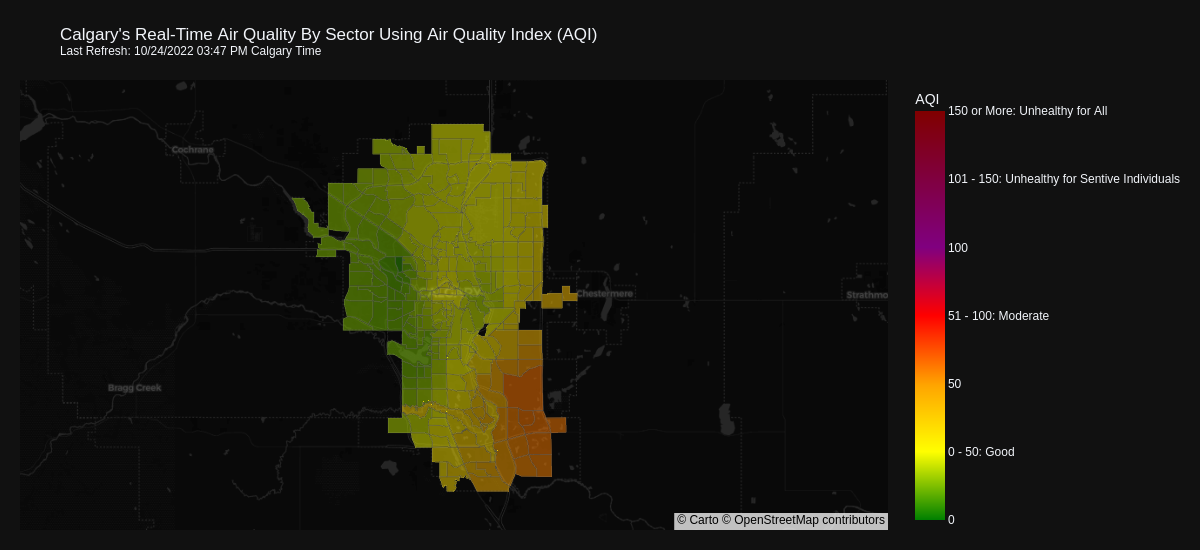 Calgary's Real-Time Air Quality By Sector Using Air Quality Index (AQI)
Last Refresh: 10/24/2022 03:47 PM Calgary Time
AQI
150 or More: Unhealthy for All
101 - 150: Unhealthy for Sentive Individuals
100
51 - 100: Moderate
50
0 - 50: Good
0
Cochrane
Chestermere
Strathmo
Bragg Creek
© Carto © OpenStreetMap contributors